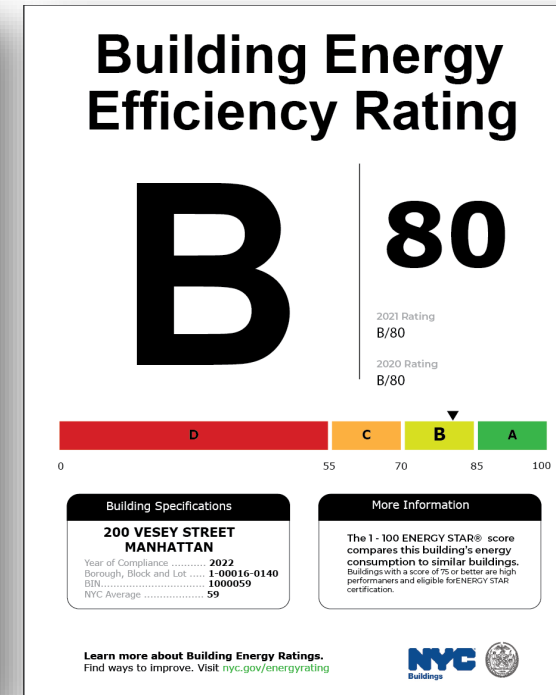 Building Energy
Efficiency Rating
B
80
2021 Rating
B/80
2020 Rating
B/80
D C B A
0 55 70 85 100
Building Specifications
200 VESEY STREET
MANHATTAN
Year of Compliance ........... 2022
Borough, Block and Lot ..... 1-00016-0140
BIN................................. 1000059
NYC Average ................... 59
More Information
The 1 - 100 ENERGY STAR® score
compares this building's energy
consumption to similar buildings.
Buildings with a score of 75 or better are high
performaners and eligible forENERGY STAR
certification.
Learn more about Building Energy Ratings.
Find ways to improve. Visit nyc.gov/energyrating
NYC
Buildings